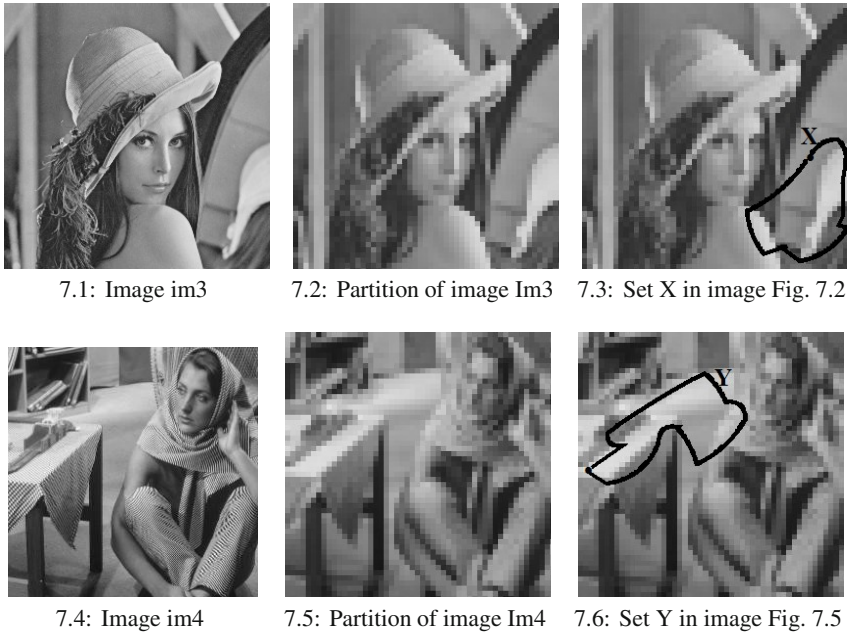 X
7.1: Image im3
7.2: Partition of image Im3
7.3: Set X in image Fig. 7.2
Y
7.4: Image im4
7.5: Partition of image Im4
7.6: Set Y in image Fig. 7.5